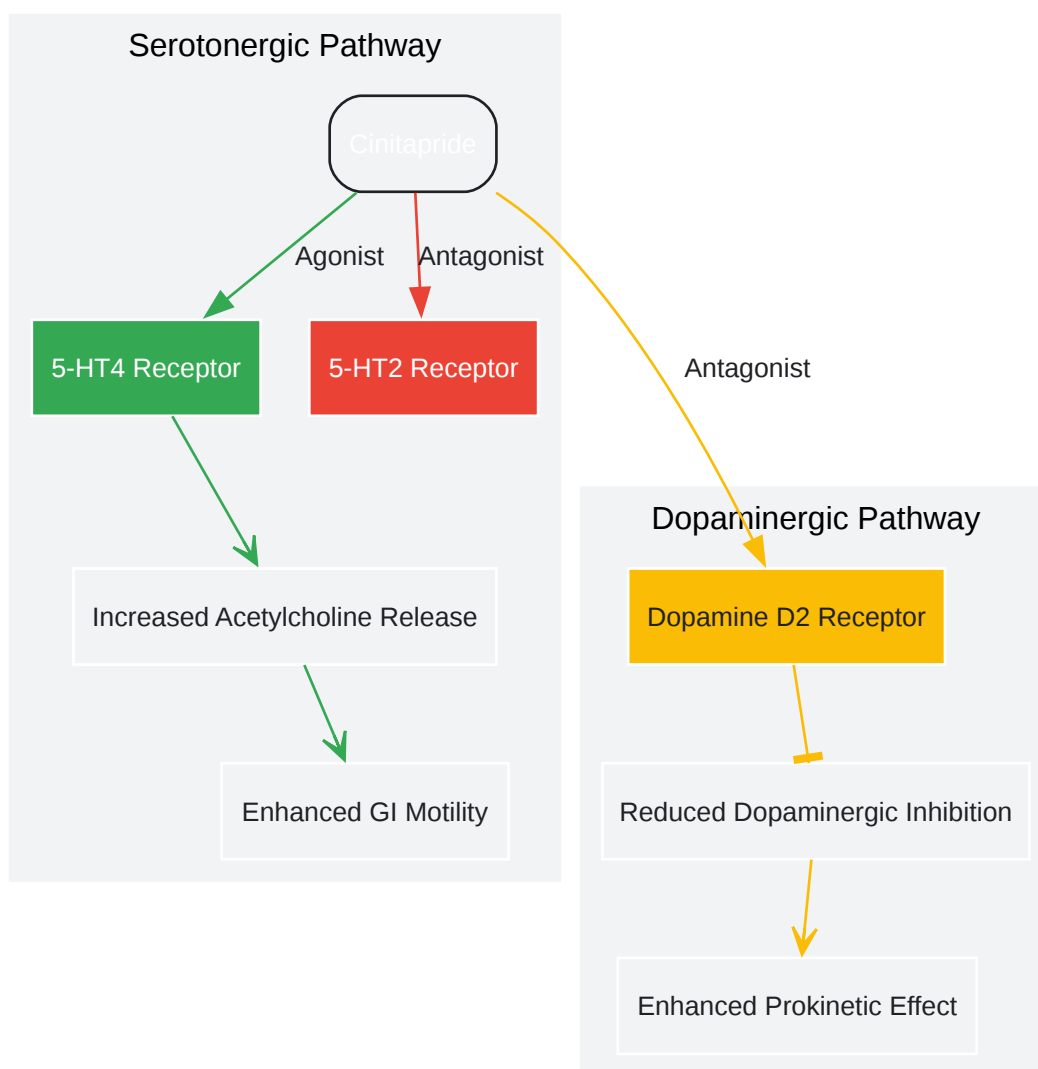 Serotonergic Pathway
Cinitapride
Agonist
Antagonist
5-HT4 Receptor
5-HT2 Receptor
Antagonist
Dopaminergic Pathway
Increased Acetylcholine Release
Dopamine D2 Receptor
Enhanced GI Motility
Reduced Dopaminergic Inhibition
Enhanced Prokinetic Effect